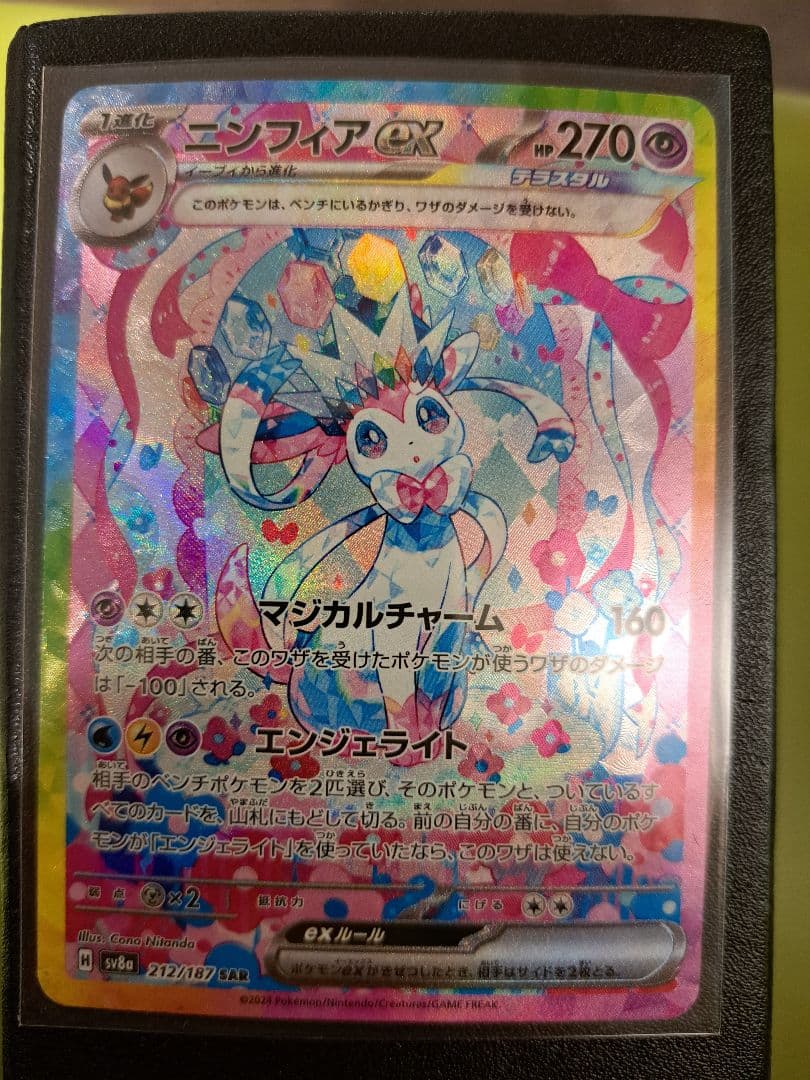 1進化
ニンフィアex
HP 270
イーブイから進化
テラスタル
このポケモンは、ベンチにいるかぎり、ワザのダメージを受けない。
マジカルチャーム 160
次の相手の番、このワザを受けたポケモンが使うワザのダメージ
は「-100」される。
エンジェライト
相手のベンチポケモンを2匹選び、そのポケモンと、ついているす
べてのカードを、山札にもどして切る。前の自分の番に、自分のポケ
モンが「エンジェライト」を使っていたなら、このワザは使えない。
弱点 ×2 抵抗力 にげる
exルール
ポケモンexがきぜつしたとき、相手はサイドを2枚とる。
Illus. Cona Nitanda
H sv8a 212/187 SAR
©2024 Pokémon/Nintendo/Creatures/GAME FREAK.